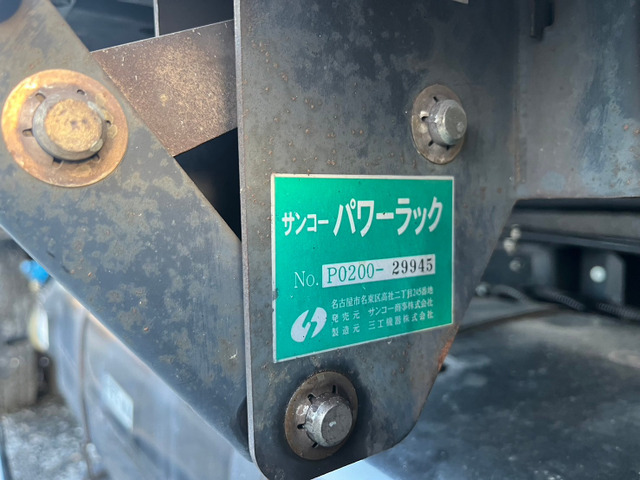 サンコー パワーラック
No. P0200- 29945
名古屋市名東区高社二丁目245番地
発売元 サンコー商事株式会社
製造元 三工機器株式会社